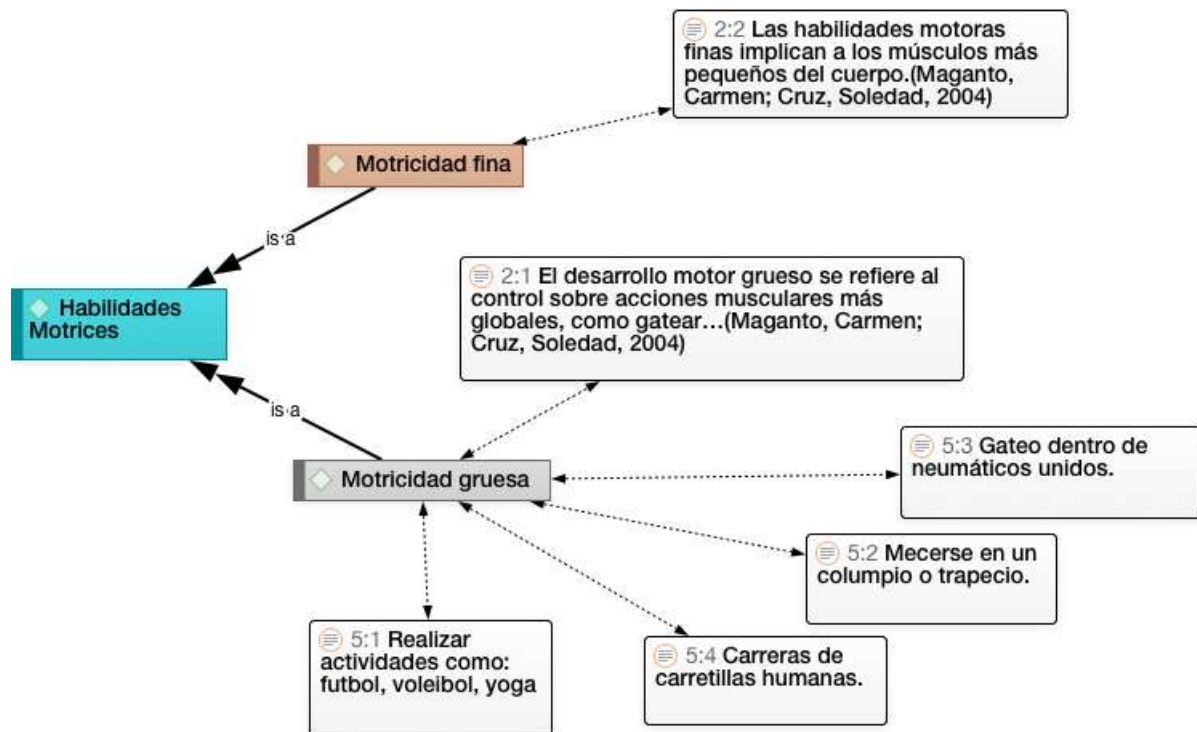 2:2 Las habilidades motoras
finas implican a los músculos más
pequeños del cuerpo.(Maganto,
Carmen; Cruz, Soledad, 2004)
Motricidad fina
is a
2:1 El desarrollo motor grueso se refiere al
control sobre acciones musculares más
globales, como gatear…(Maganto, Carmen;
Cruz, Soledad, 2004)
Habilidades
Motrices
is a
Motricidad gruesa
5:3 Gateo dentro de
neumáticos unidos.
5:2 Mecerse en un
columpio o trapecio.
5:1 Realizar
actividades como:
futbol, voleibol, yoga
5:4 Carreras de
carretillas humanas.